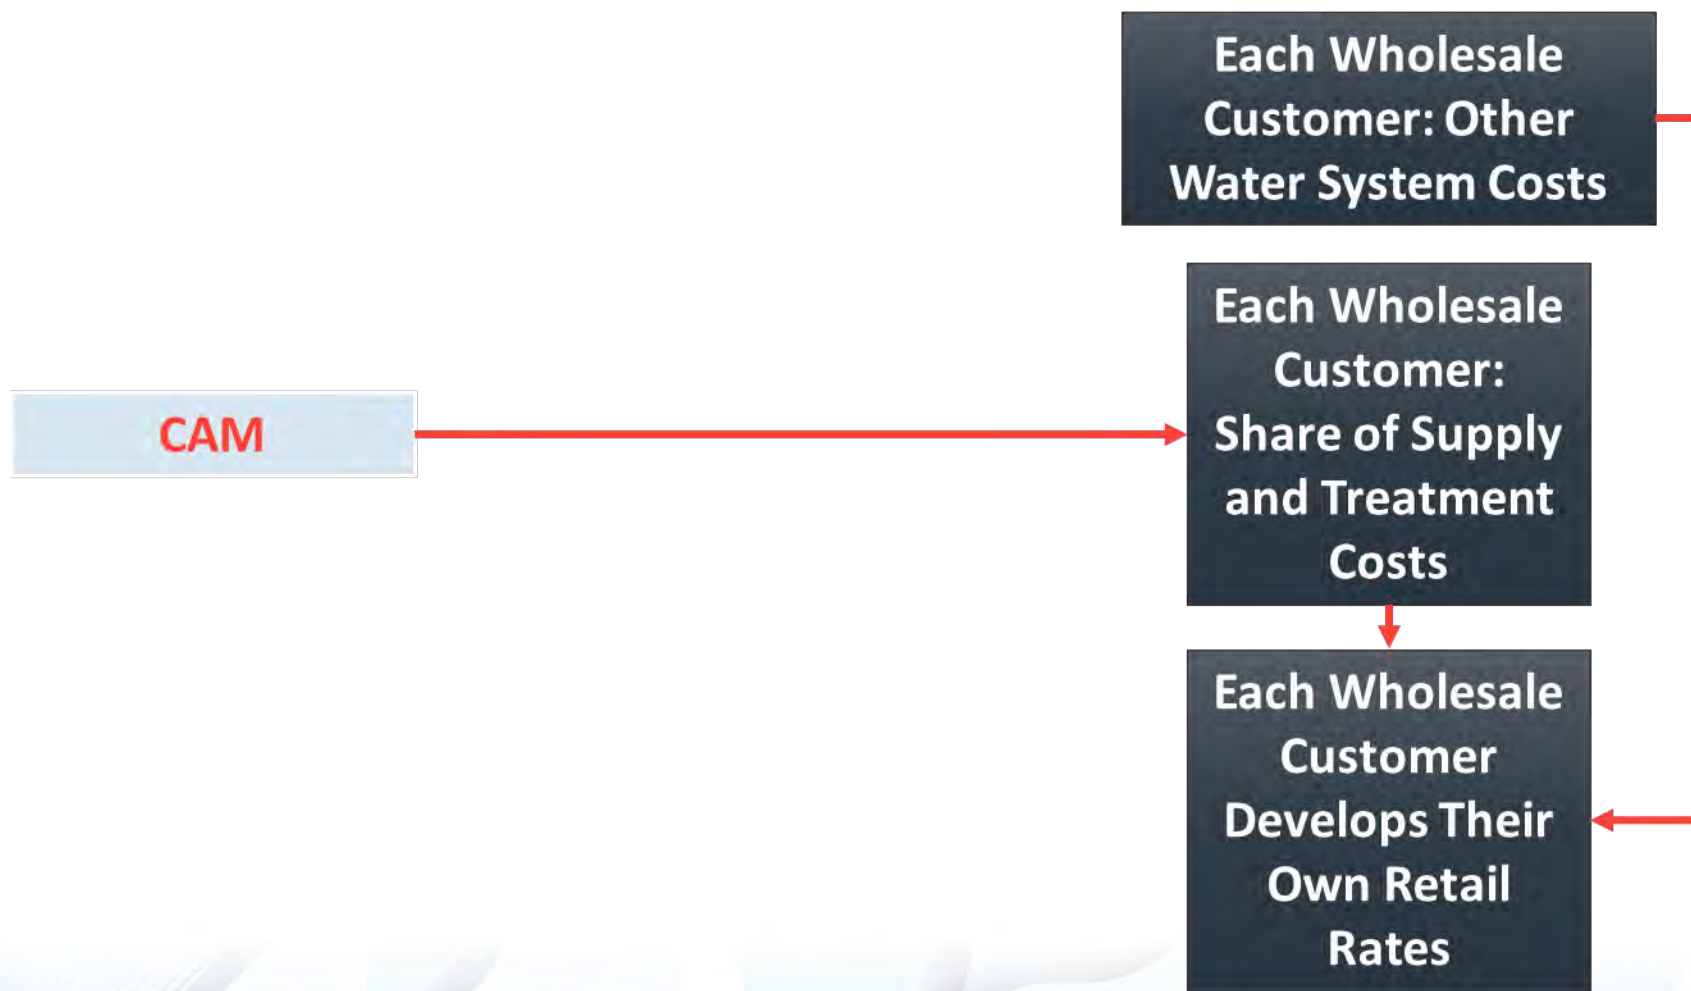 Each Wholesale
Customer: Other
Water System Costs
Each Wholesale
Customer:
Share of Supply
and Treatment
Costs
CAM
Each Wholesale
Customer
Develops Their
Own Retail
Rates